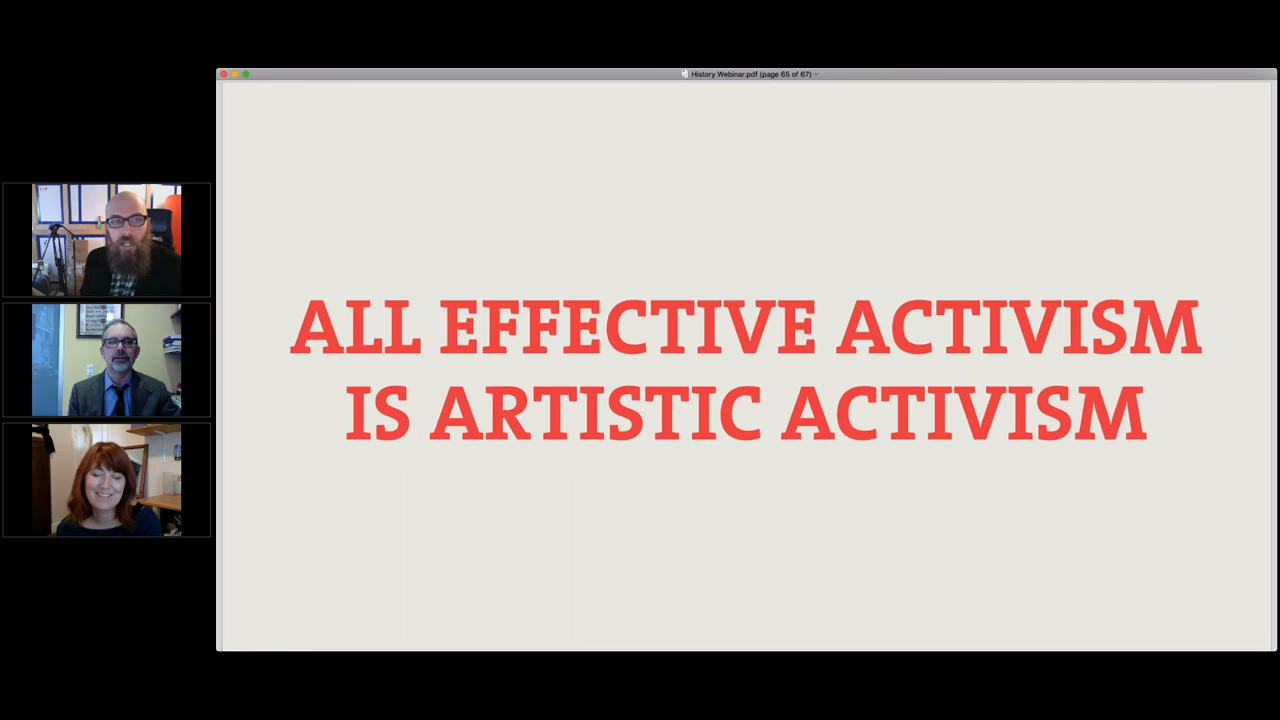 History Webinar.pdf (page 65 of 67)
ALL EFFECTIVE ACTIVISM
IS ARTISTIC ACTIVISM